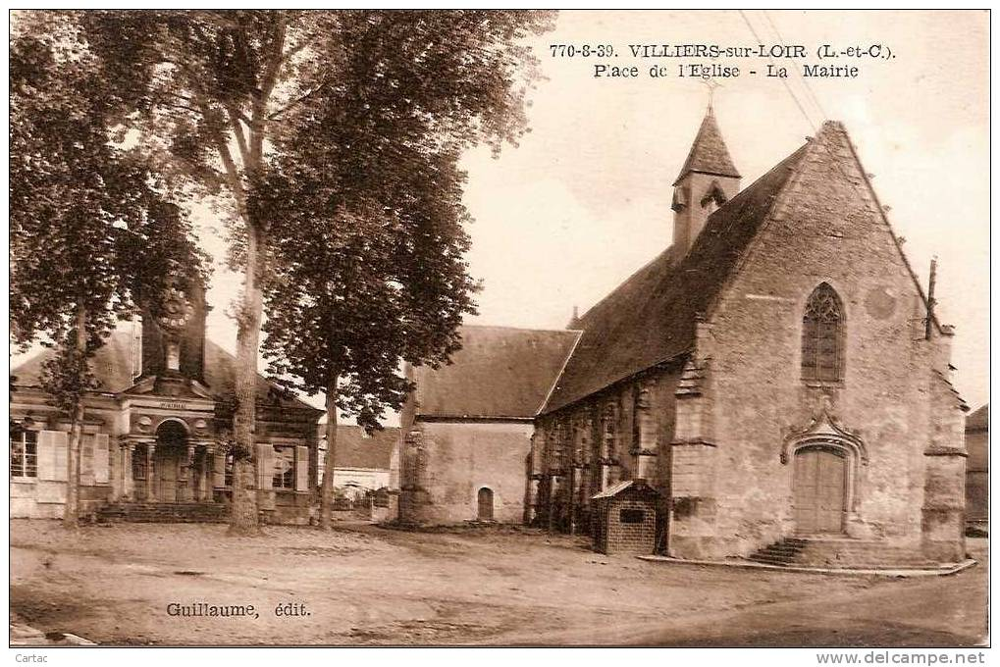 770-8-39. VILLIERS-sur-LOIR (L.-et-C.).
Place de l'Eglise - La Mairie
Guillaume, édit.
Cartac
www.delcampe.net